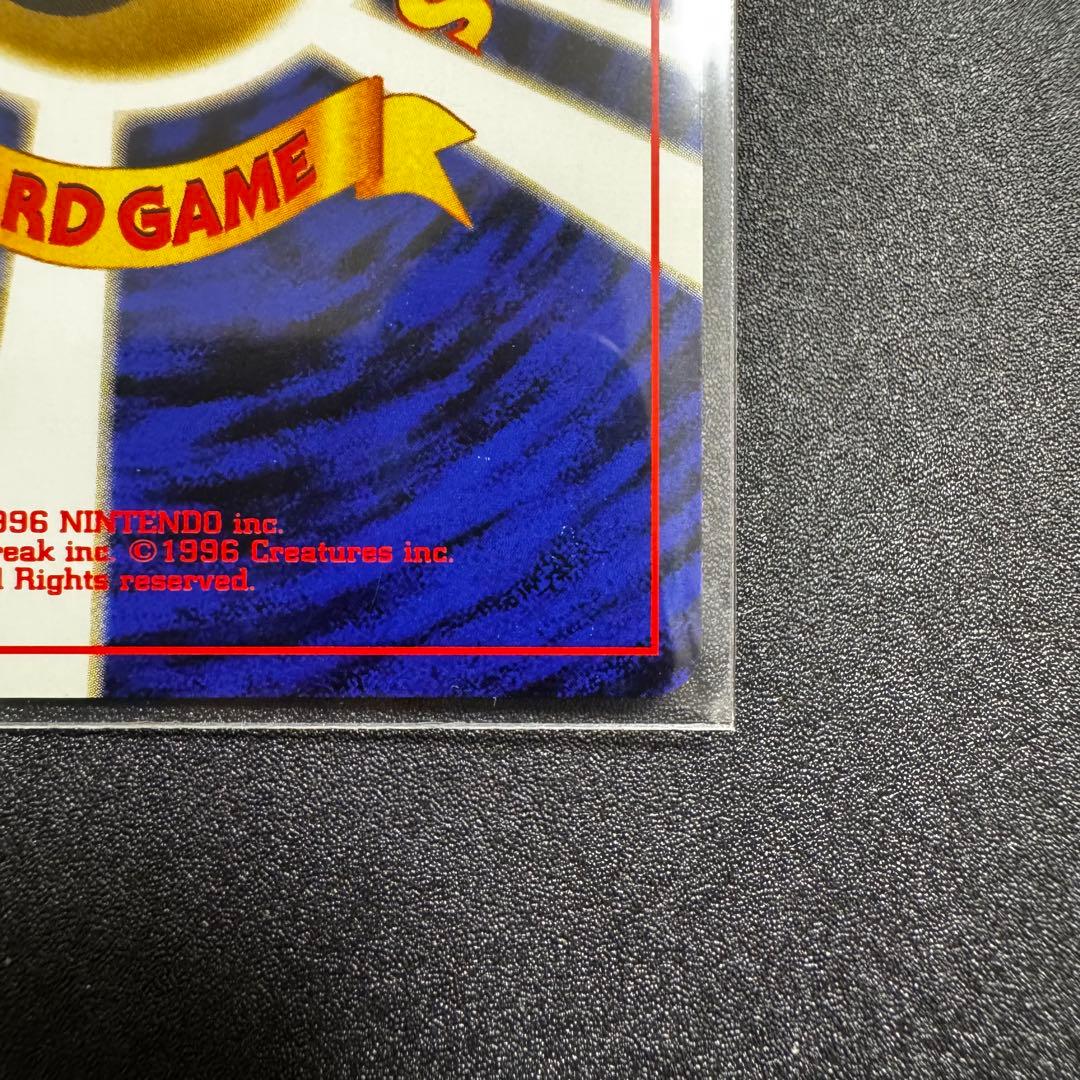 S
RD GAME
996 NINTENDO inc.
reak inc. ©1996 Creatures inc.
l Rights reserved.